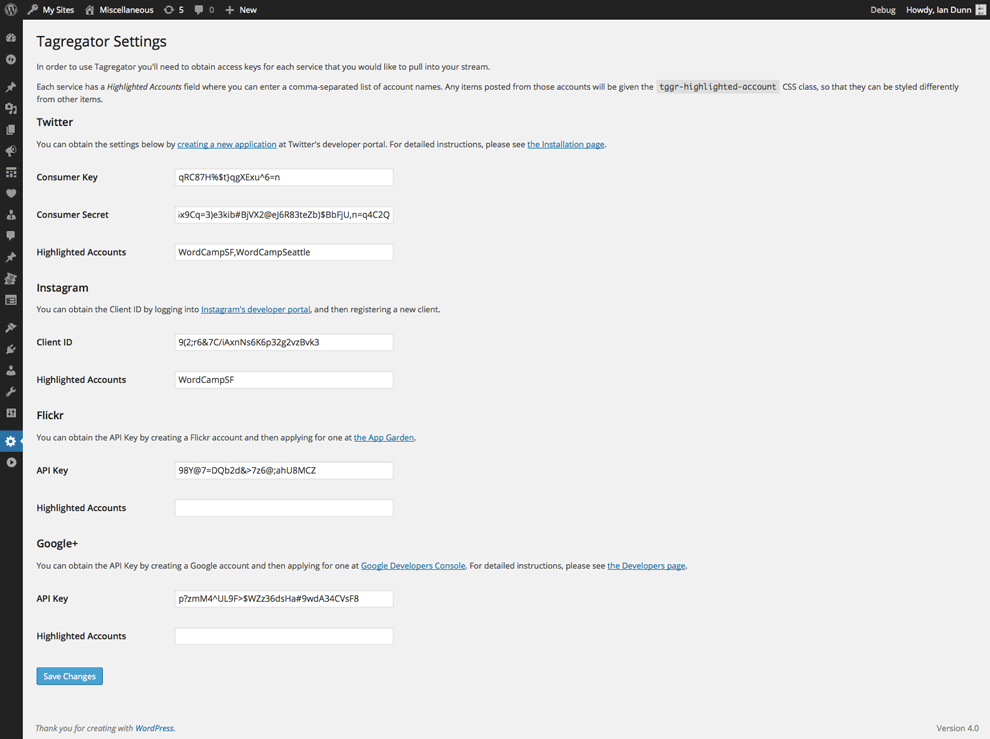 My Sites Miscellaneous 5 0 New Debug Howdy, Ian Dunn
Tagregator Settings
In order to use Tagregator you'll need to obtain access keys for each service that you would like to pull into your stream.
Each service has a Highlighted Accounts field where you can enter a comma-separated list of account names. Any items posted from those accounts will be given the tggr-highlighted-account CSS class, so that they can be styled differently
from other items.
Twitter
You can obtain the settings below by creating a new application at Twitter's developer portal. For detailed instructions, please see the Installation page.
Consumer Key qRC87H%$t}qgXExu^6=n
Consumer Secret x9Cq=3)e3kib#BjVX2@eJ6R83teZb)$BbFjU,n=q4C2Q
Highlighted Accounts WordCampSF,WordCampSeattle
Instagram
You can obtain the Client ID by logging into Instagram's developer portal, and then registering a new client.
Client ID 9(2;r6&7C/iAxnNs6K6p32g2vzBvk3
Highlighted Accounts WordCampSF
Flickr
You can obtain the API Key by creating a Flickr account and then applying for one at the App Garden.
API Key 98Y@7=DQb2d&>7z6@;ahU8MCZ
Highlighted Accounts
Google+
You can obtain the API Key by creating a Google account and then applying for one at Google Developers Console. For detailed instructions, please see the Developers page.
API Key p?zmM4^UL9F>$WZz36dsHa#9wdA34CVsF8
Highlighted Accounts
Save Changes
Thank you for creating with WordPress. Version 4.0